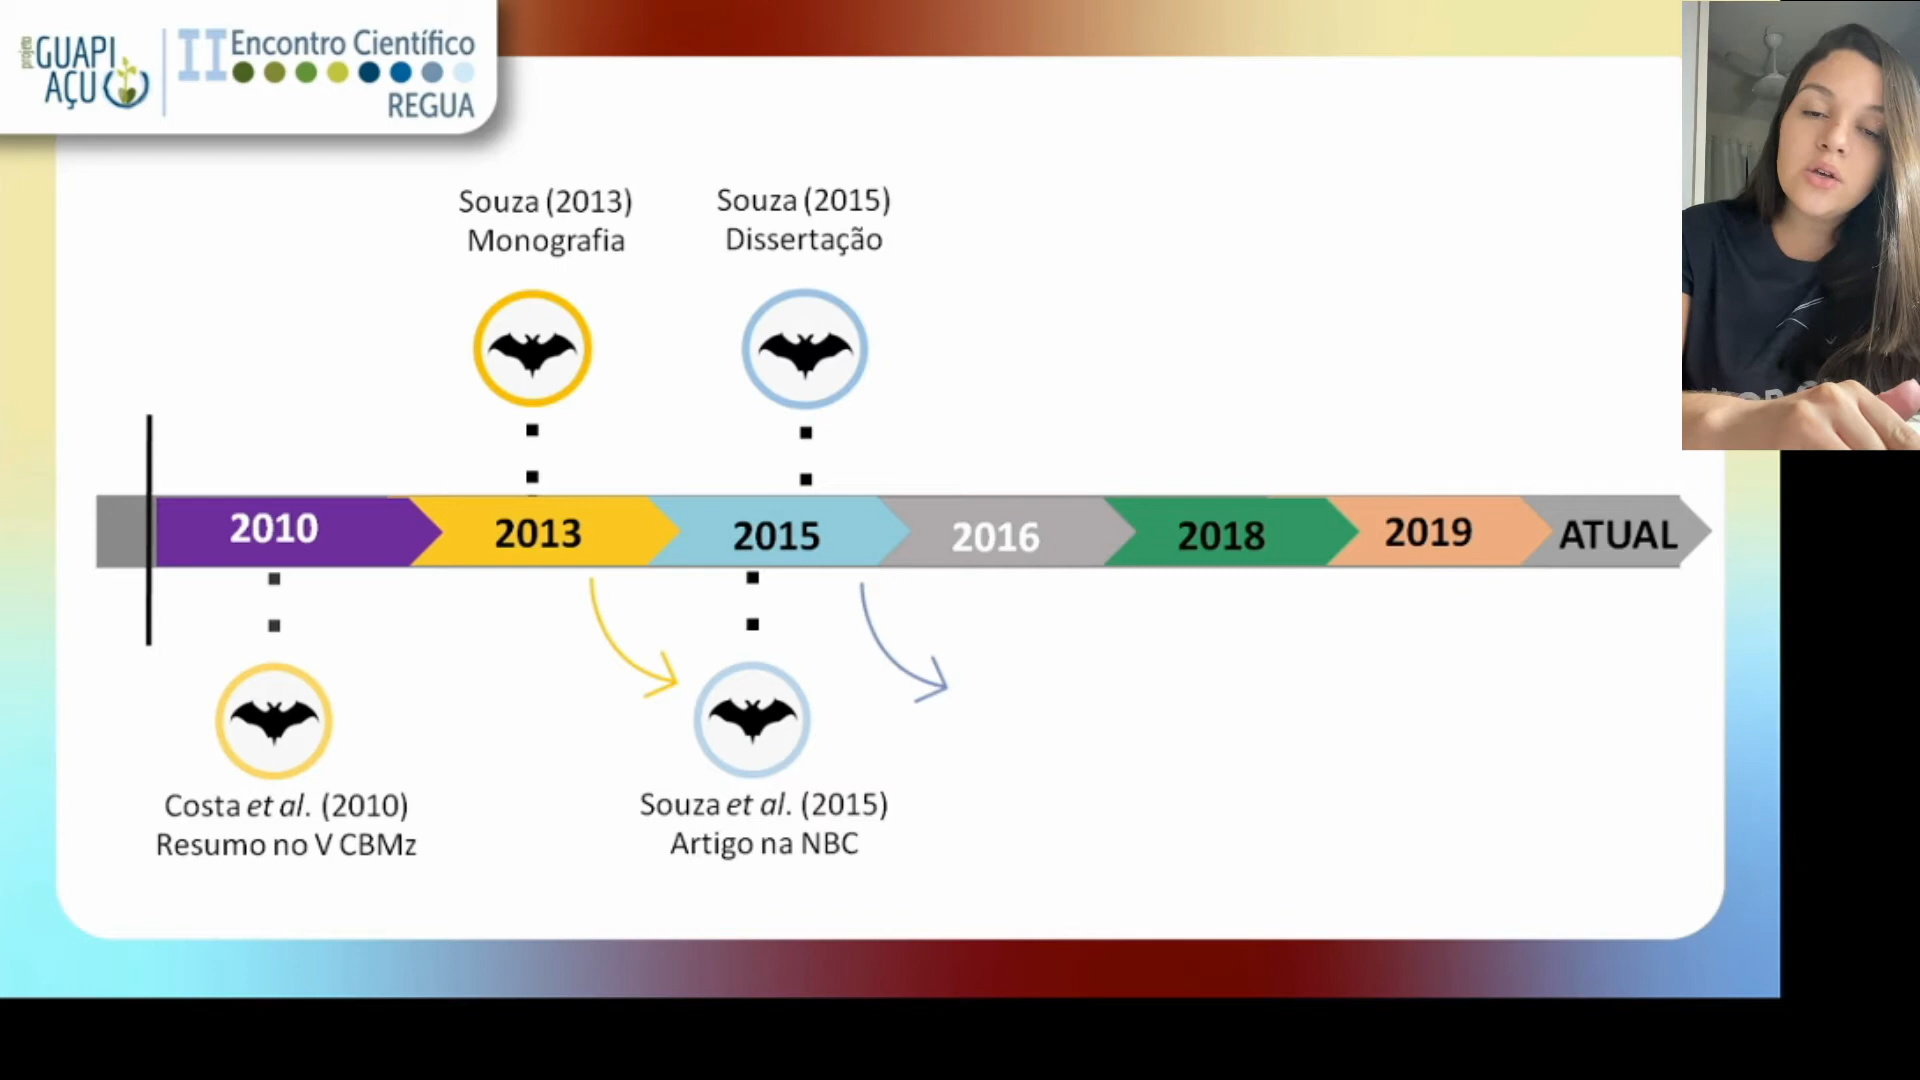 projeto
GUAPI
AÇU
II Encontro Científico
REGUA
Souza (2013)
Monografia
Souza (2015)
Dissertação
2010
2013
2015
2016
2018
2019
ATUAL
Costa et al. (2010)
Resumo no V CBMz
Souza et al. (2015)
Artigo na NBC